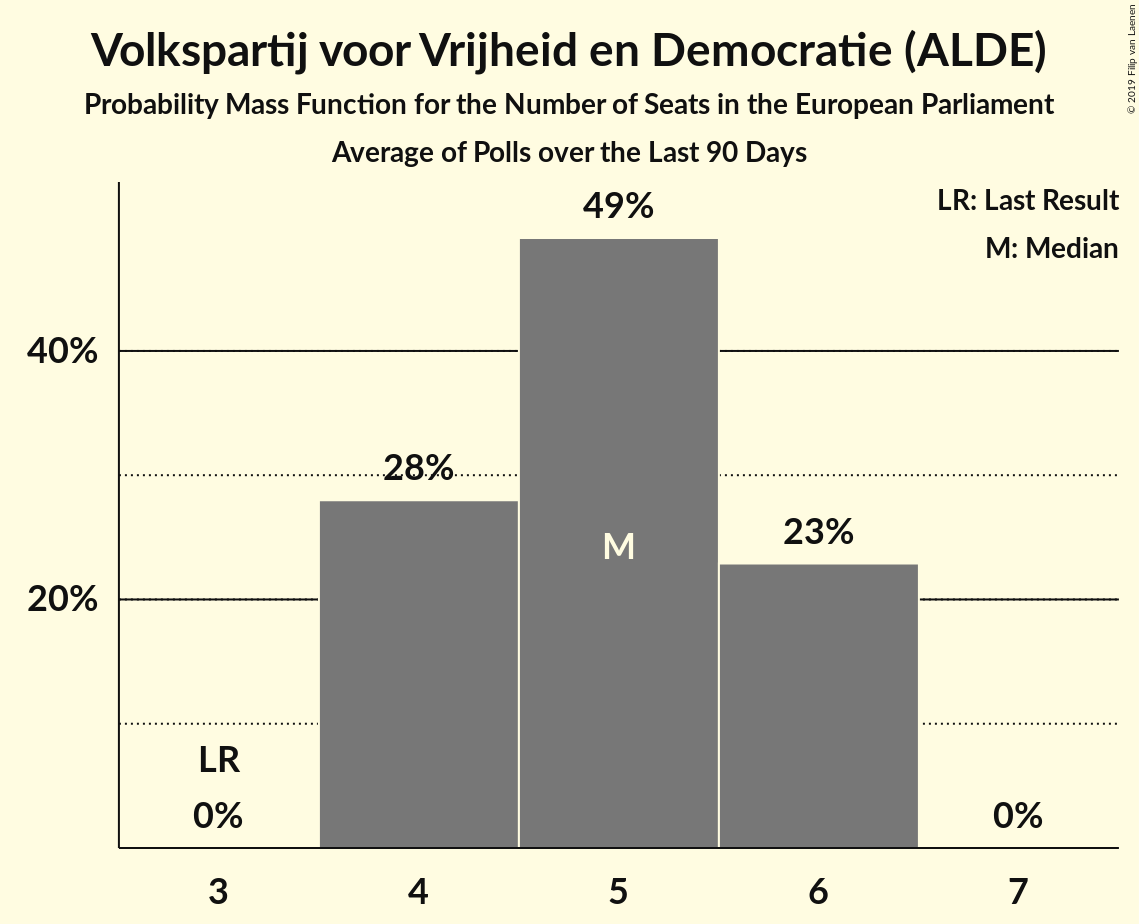 Volkspartij voor Vrijheid en Democratie (ALDE)
Probability Mass Function for the Number of Seats in the European Parliament
Average of Polls over the Last 90 Days
© 2019 Filip van Laenen
LR: Last Result
M: Median
49%
40%
28%
23%
M
20%
LR
0%
0%
3 4 5 6 7